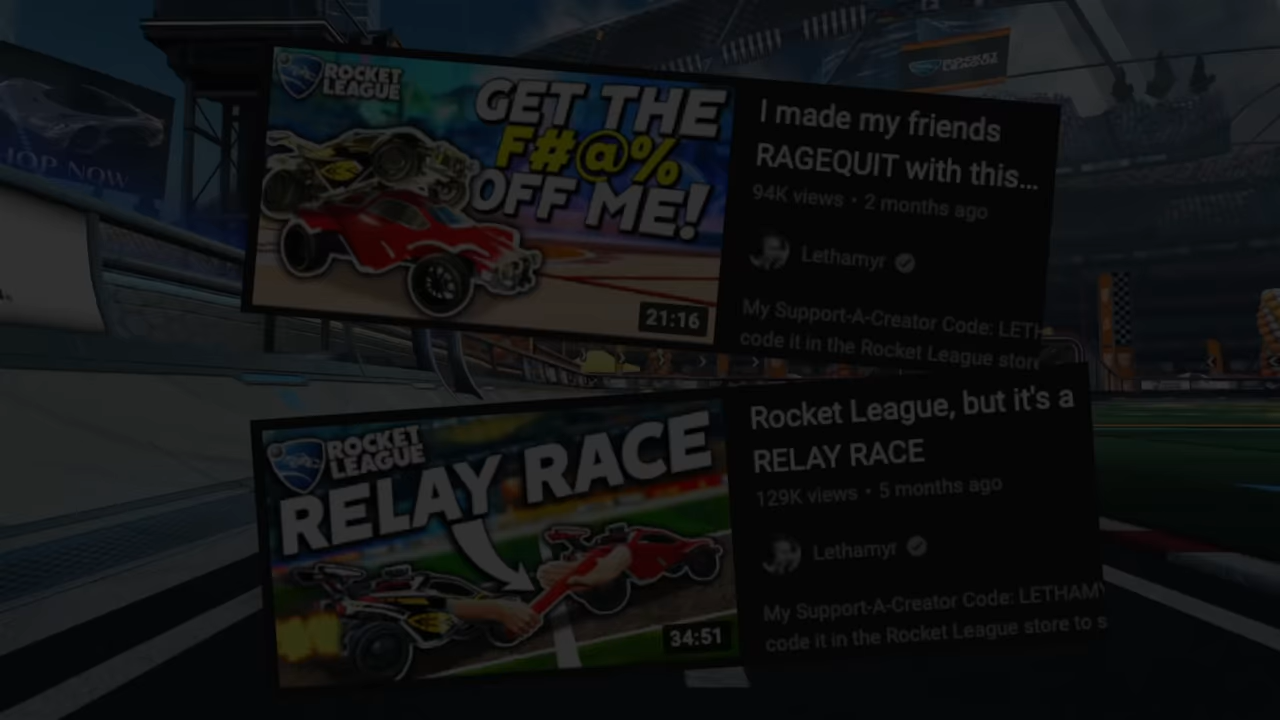 ROCKET
LEAGUE
GET THE
F#@%
OFF ME!
21:16
I made my friends
RAGEQUIT with this...
94K views • 2 months ago
Lethamyr
My Support-A-Creator Code: LETH
code it in the Rocket League store
ROCKET
LEAGUE
NOW
ROCKET
LEAGUE
RELAY RACE
34:51
Rocket League, but it's a
RELAY RACE
129K views • 5 months ago
Lethamyr
My Support-A-Creator Code: LETHAMY
code it in the Rocket League store to s